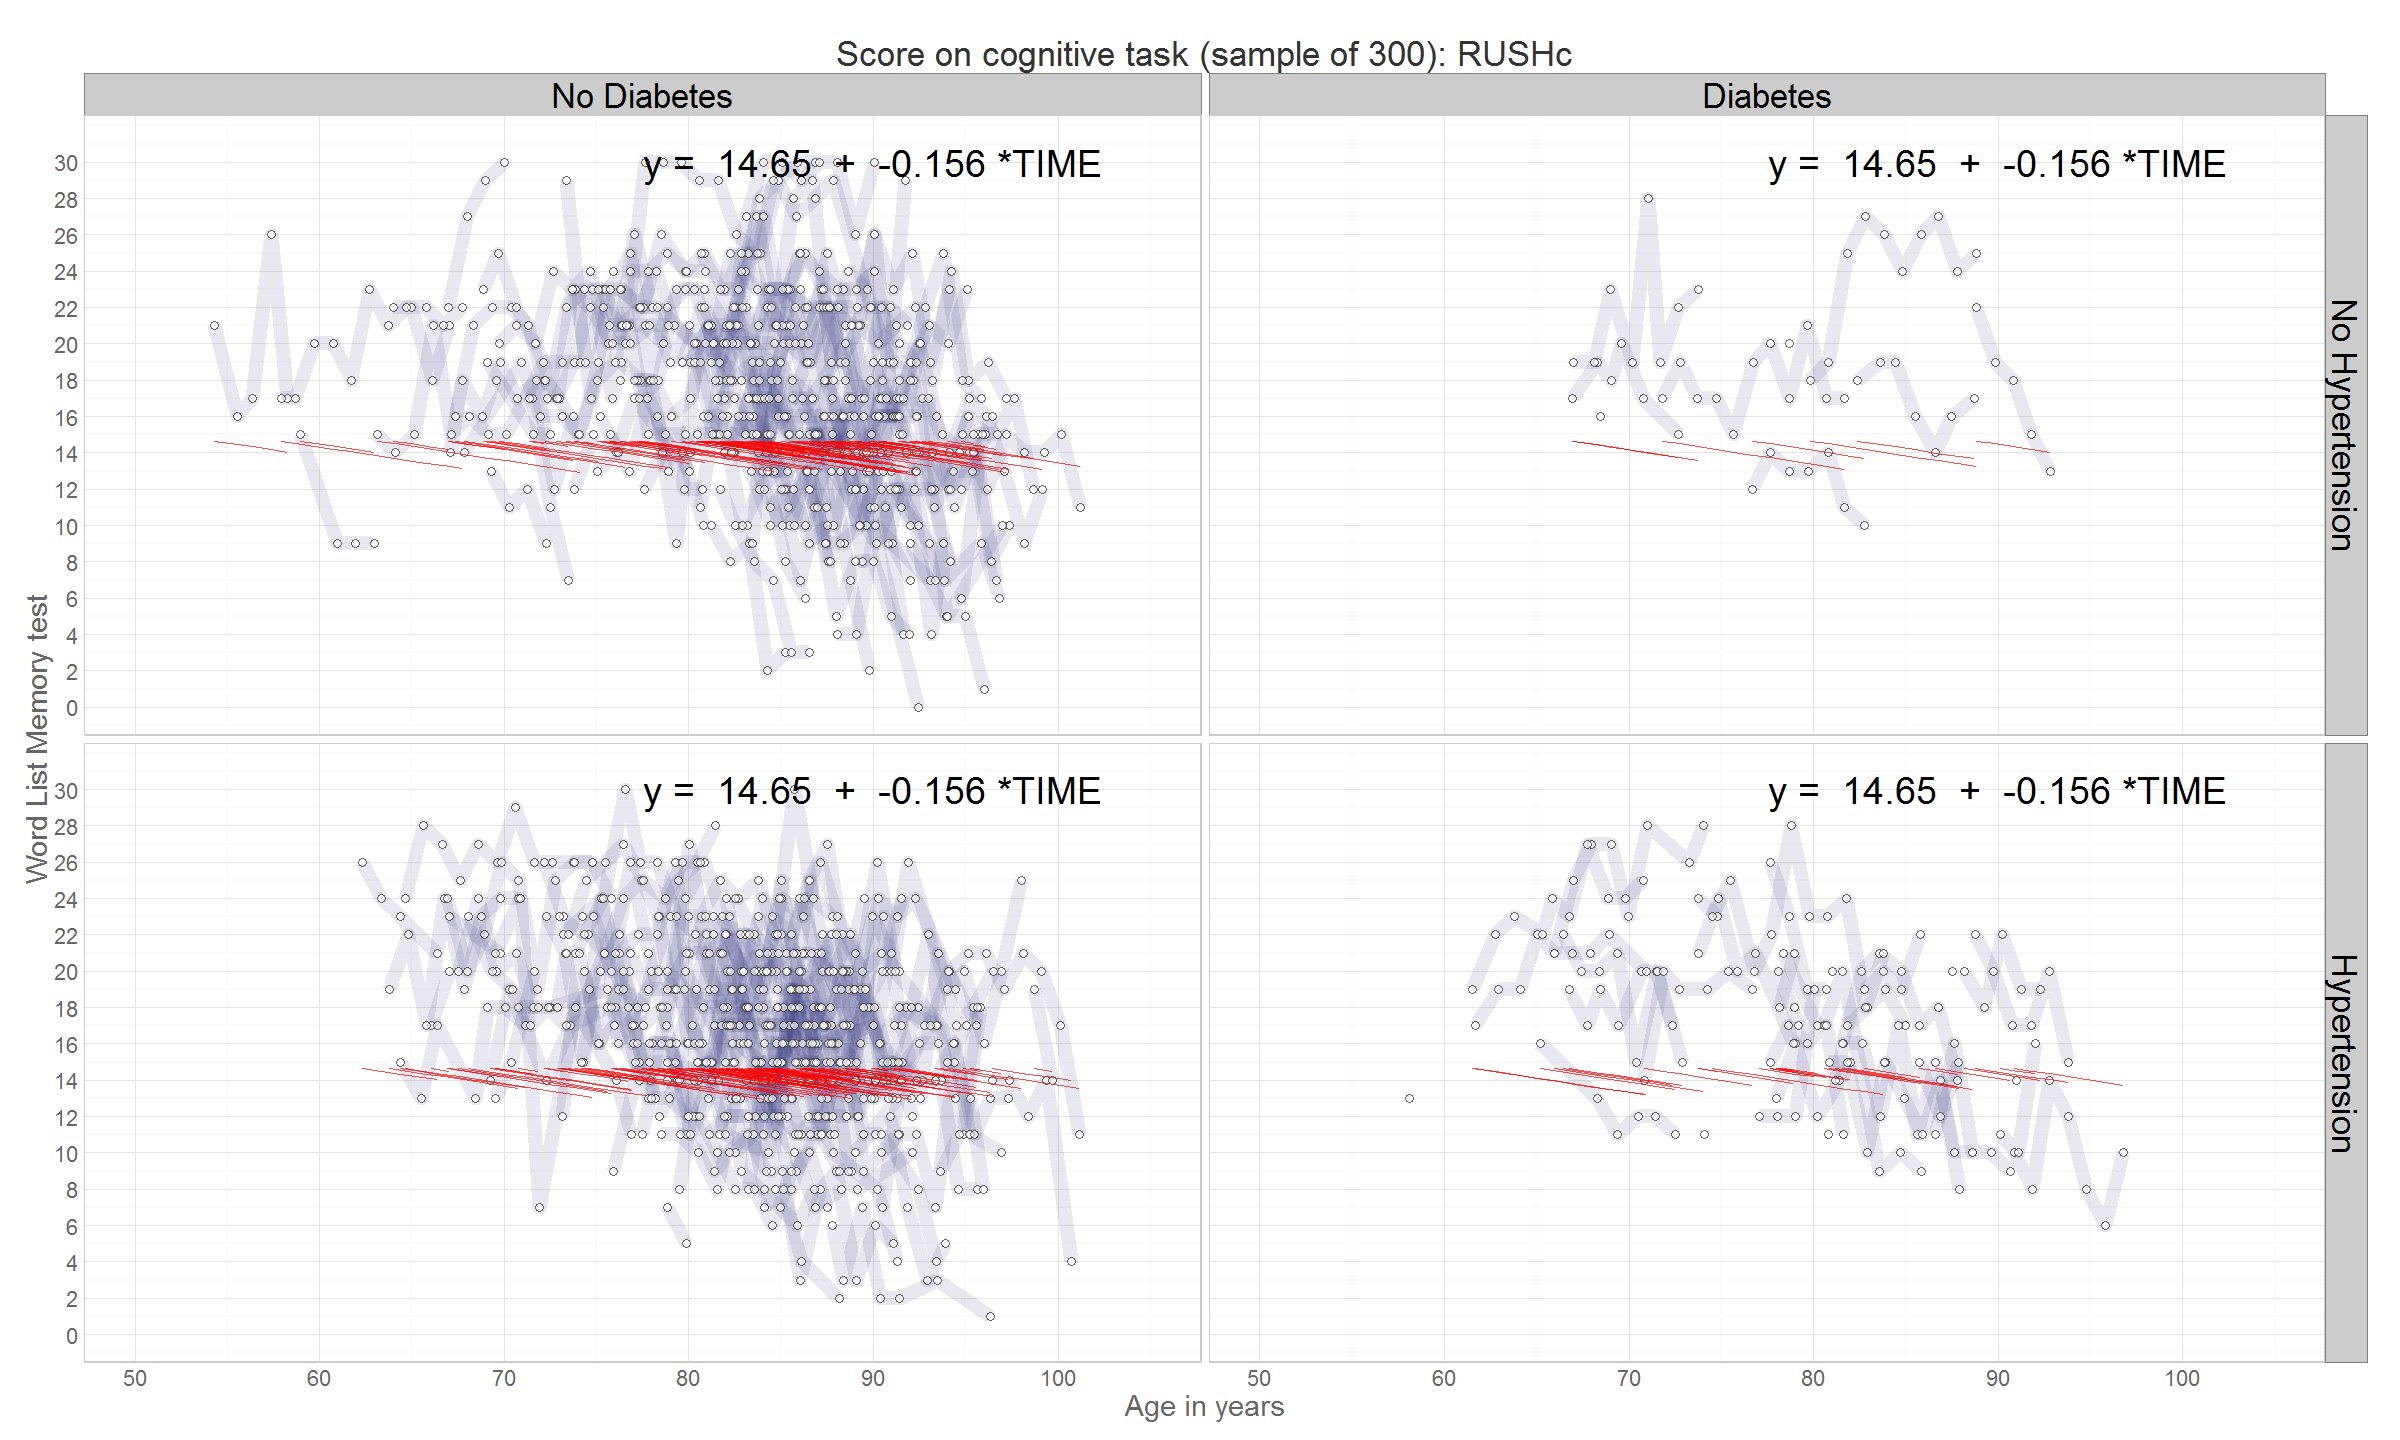 Score on cognitive task (sample of 300): RUSHc
No Diabetes
Diabetes
y = 14.65 + -0.156 *TIME
y = 14.65 + -0.156 *TIME
No Hypertension
30
28
26
24
22
20
18
16
14
12
10
8
6
4
2
0
Word List Memory test
y = 14.65 + -0.156 *TIME
y = 14.65 + -0.156 *TIME
Hypertension
30
28
26
24
22
20
18
16
14
12
10
8
6
4
2
0
50 60 70 80 90 100
50 60 70 80 90 100
Age in years